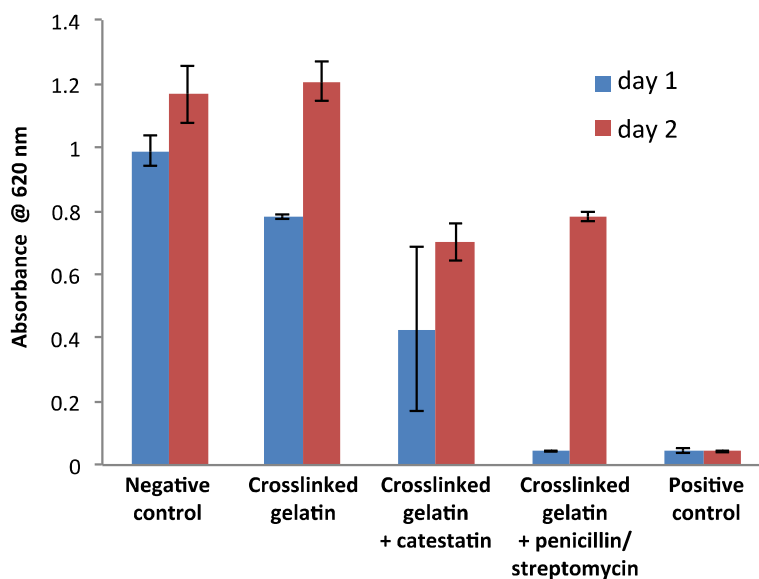 Absorbance @ 620 nm
1.4
1.2
1
0.8
0.6
0.4
0.2
0
day 1
day 2
Negative
control
Crosslinked
gelatin
Crosslinked
gelatin
+ catestatin
Crosslinked
gelatin
+ penicillin/
streptomycin
Positive
control